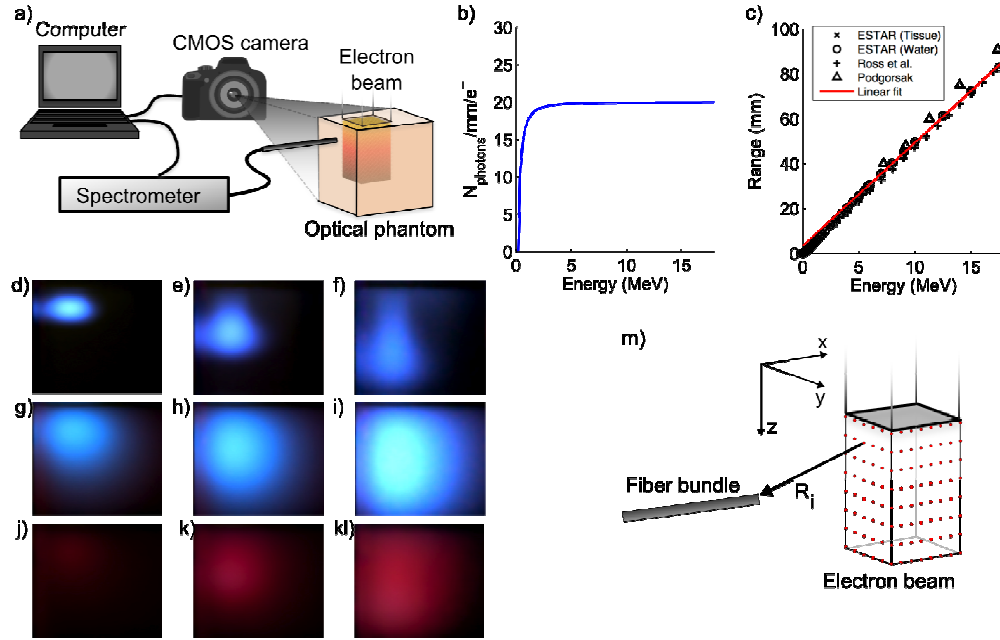 a)
Computer
CMOS camera
Electron
beam
Spectrometer
Optical phantom
b)
N_photons/mm/e⁻
30
25
20
15
10
5
0
0
5
10
15
Energy (MeV)
c)
Range (mm)
100
80
60
40
20
0
0
5
10
15
Energy (MeV)
ESTAR (Tissue)
ESTAR (Water)
Ross et al.
Podgorsak
Linear fit
d)
e)
f)
g)
h)
i)
j)
k)
kl)
m)
x
y
z
Fiber bundle
R_i
Electron beam